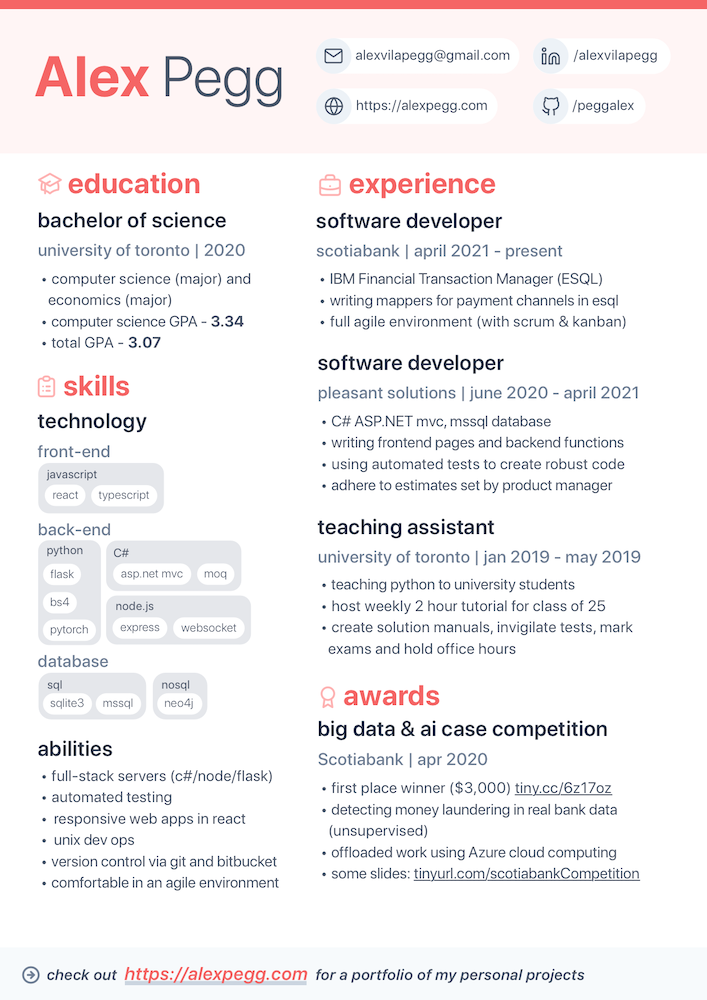 Alex Pegg
alexvilapegg@gmail.com
/alexvilapegg
https://alexpegg.com
/peggalex
education
bachelor of science
university of toronto | 2020
• computer science (major) and
economics (major)
• computer science GPA - 3.34
• total GPA - 3.07
skills
technology
front-end
javascript
react typescript
back-end
python
flask
bs4
pytorch
C#
asp.net mvc moq
node.js
express websocket
database
sql
sqlite3 mssql
nosql
neo4j
abilities
• full-stack servers (c#/node/flask)
• automated testing
• responsive web apps in react
• unix dev ops
• version control via git and bitbucket
• comfortable in an agile environment
experience
software developer
scotiabank | april 2021 - present
• IBM Financial Transaction Manager (ESQL)
• writing mappers for payment channels in esql
• full agile environment (with scrum & kanban)
software developer
pleasant solutions | june 2020 - april 2021
• C# ASP.NET mvc, mssql database
• writing frontend pages and backend functions
• using automated tests to create robust code
• adhere to estimates set by product manager
teaching assistant
university of toronto | jan 2019 - may 2019
• teaching python to university students
• host weekly 2 hour tutorial for class of 25
• create solution manuals, invigilate tests, mark
exams and hold office hours
awards
big data & ai case competition
Scotiabank | apr 2020
• first place winner ($3,000) tiny.cc/6z17oz
• detecting money laundering in real bank data
(unsupervised)
• offloaded work using Azure cloud computing
• some slides: tinyurl.com/scotiabankCompetition
check out https://alexpegg.com for a portfolio of my personal projects